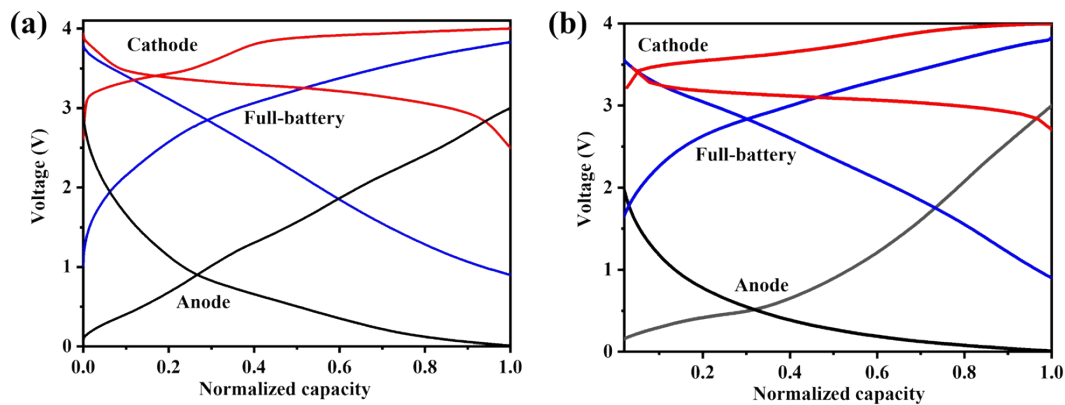 (a)
4
3
2
1
0
Voltage (V)
Cathode
Full-battery
Anode
0.0 0.2 0.4 0.6 0.8 1.0
Normalized capacity
(b)
4
3
2
1
0
Voltage (V)
Cathode
Full-battery
Anode
0.2 0.4 0.6 0.8 1.0
Normalized capacity